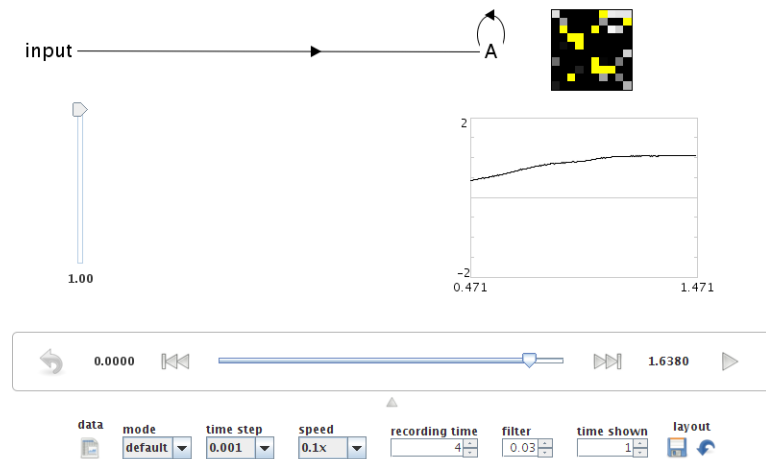 input A
1.00
2
-2
0.471 1.471
0.0000 1.6380
data mode time step speed recording time filter time shown layout
default 0.001 0.1x 4 0.03 1